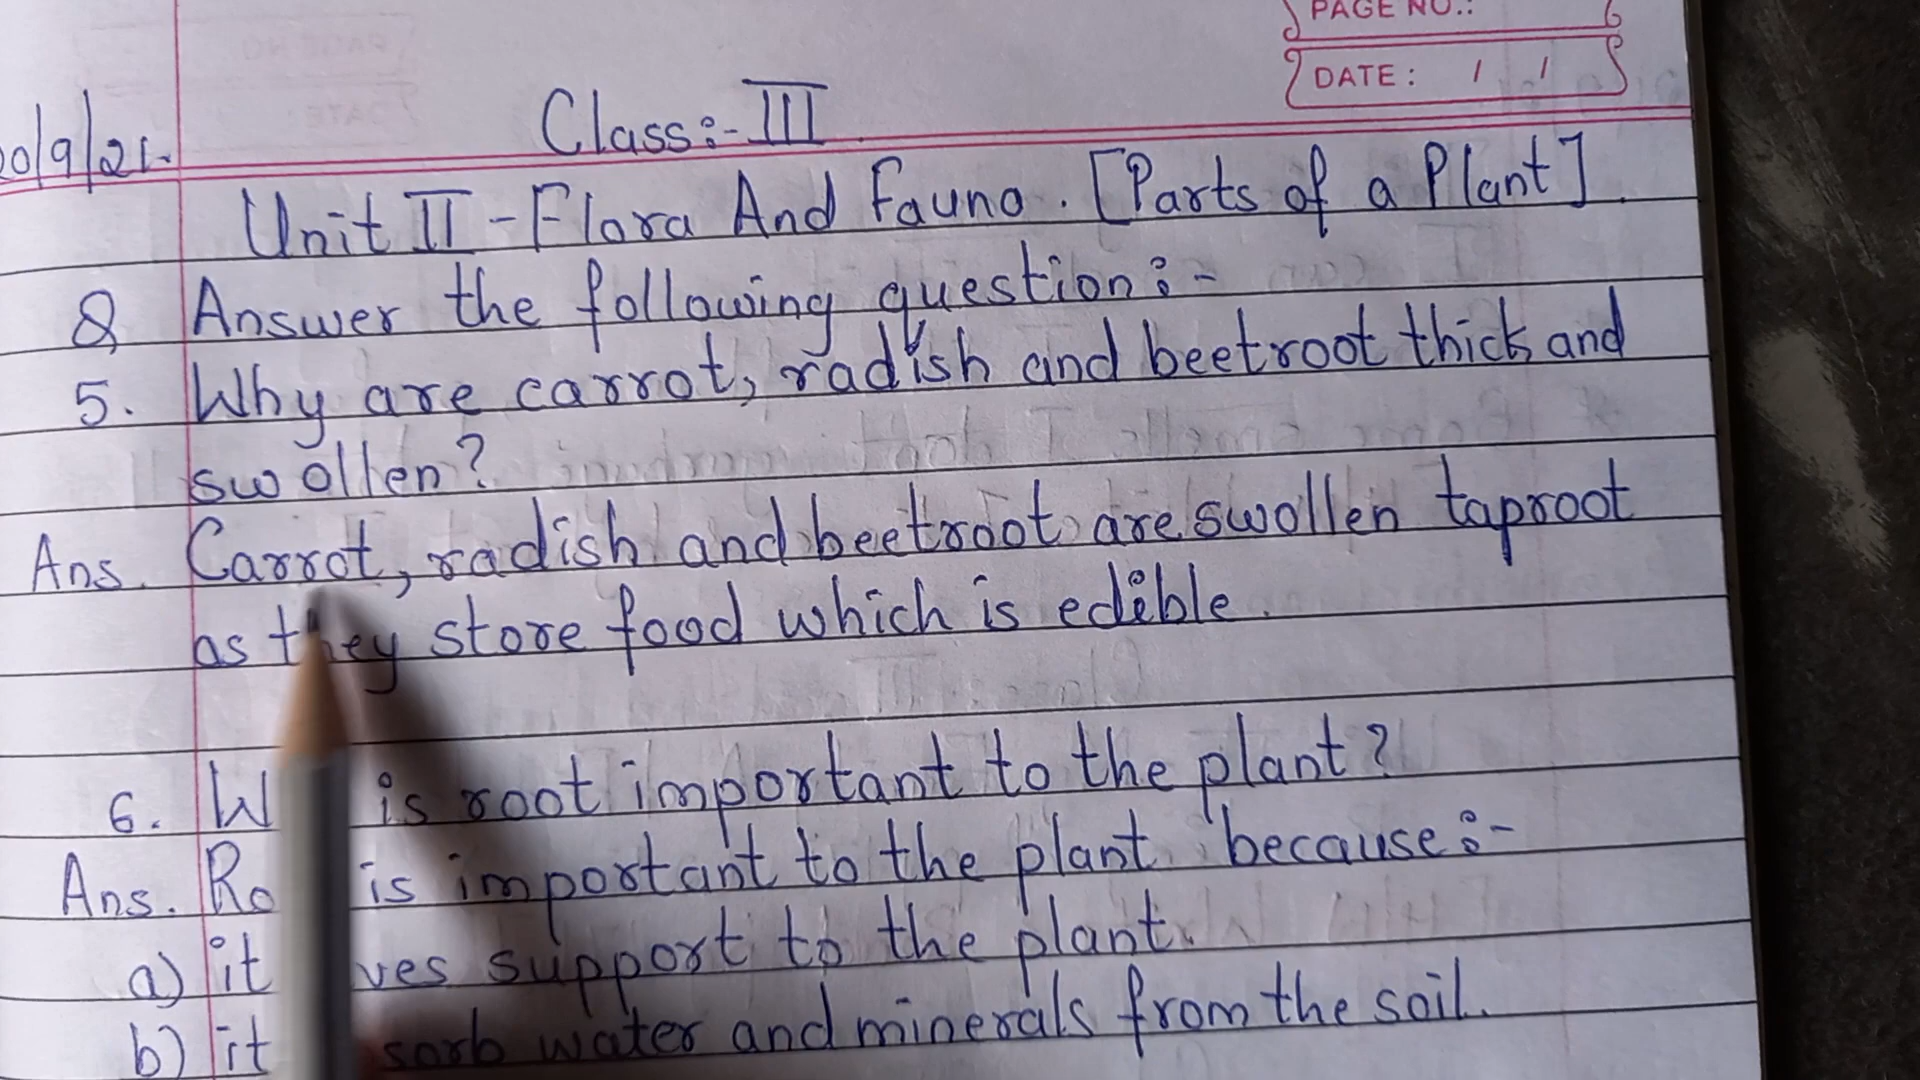 PAGE NO.:
DATE: / /
0/9/21.
Class:- III
Unit II - Flora And Fauna. [Parts of a Plant]
Q Answer the following question:-
5. Why are carrot, radish and beetroot thick and
swollen?
Ans. Carrot, radish and beetroot are swollen taproot
as they store food which is edible.
6. is root important to the plant?
Ans. is important to the plant because:-
a) it support to the plant.
b) it water and minerals from the soil.